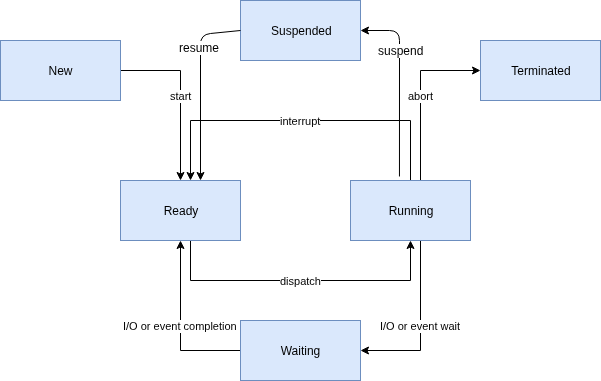 Suspended
resume
suspend
New
Terminated
start
abort
interrupt
Ready
Running
dispatch
I/O or event completion
I/O or event wait
Waiting